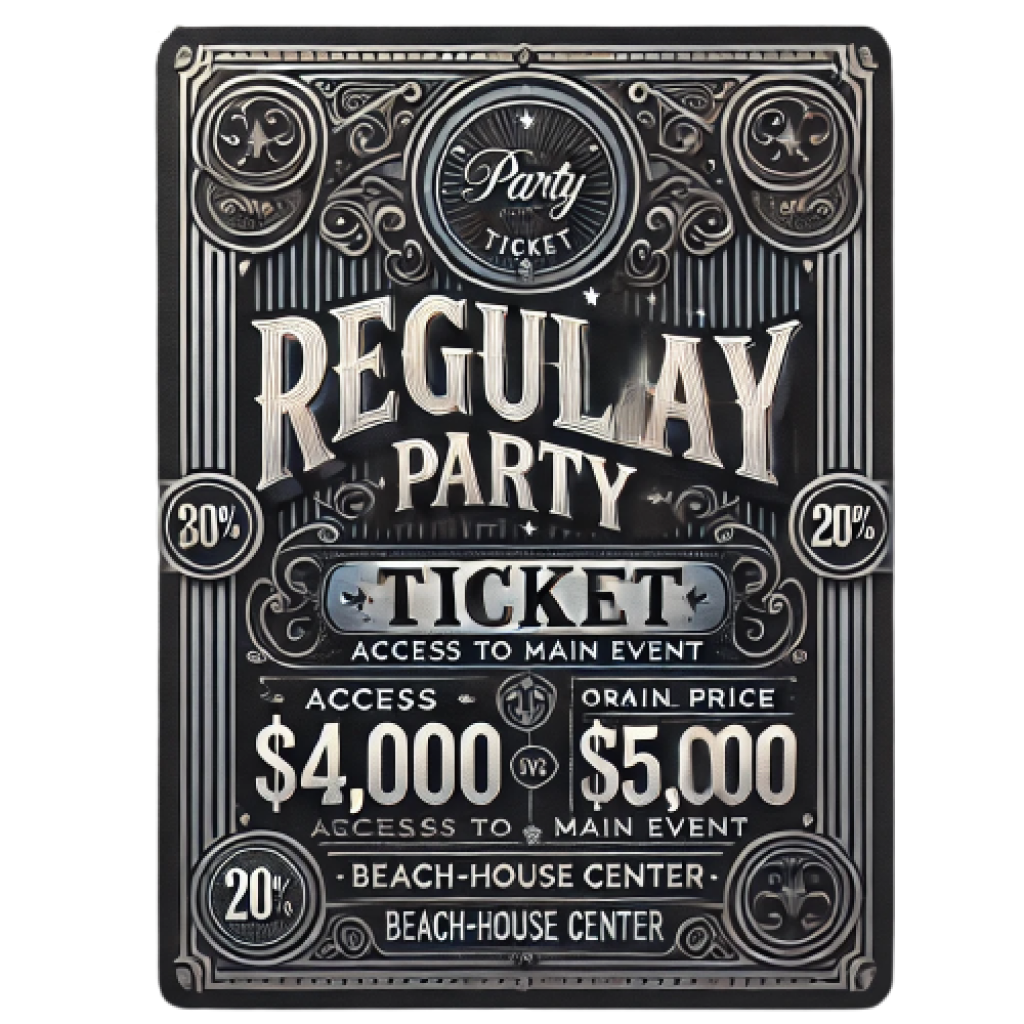 Party
TICKET
REGULAY
PARTY
30%
20%
TICKET
ACCESS TO MAIN EVENT
ACCESS
ORAIN PRICE
$4,000
$5,000
ACCESSS TO MAIN EVENT
20%
BEACH-HOUSE CENTER
BEACH-HOUSE CENTER